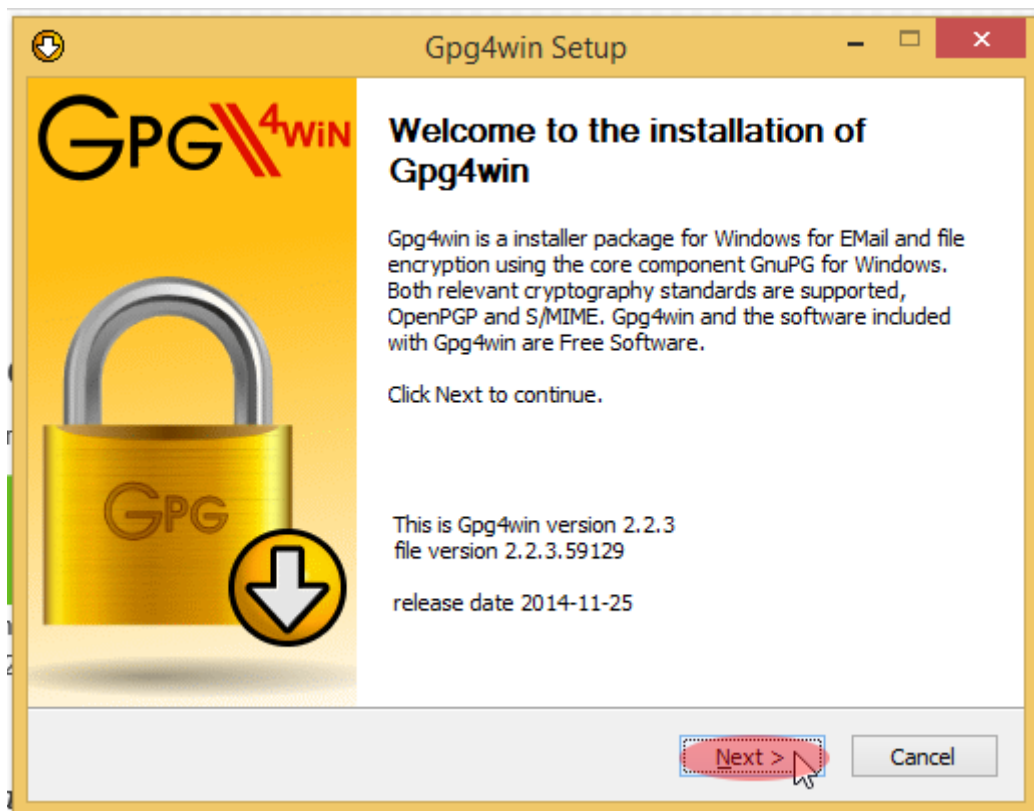 Gpg4win Setup
GPG4WIN
Welcome to the installation of
Gpg4win
Gpg4win is a installer package for Windows for EMail and file
encryption using the core component GnuPG for Windows.
Both relevant cryptography standards are supported,
OpenPGP and S/MIME. Gpg4win and the software included
with Gpg4win are Free Software.
Click Next to continue.
GPG
This is Gpg4win version 2.2.3
file version 2.2.3.59129
release date 2014-11-25
Next >
Cancel